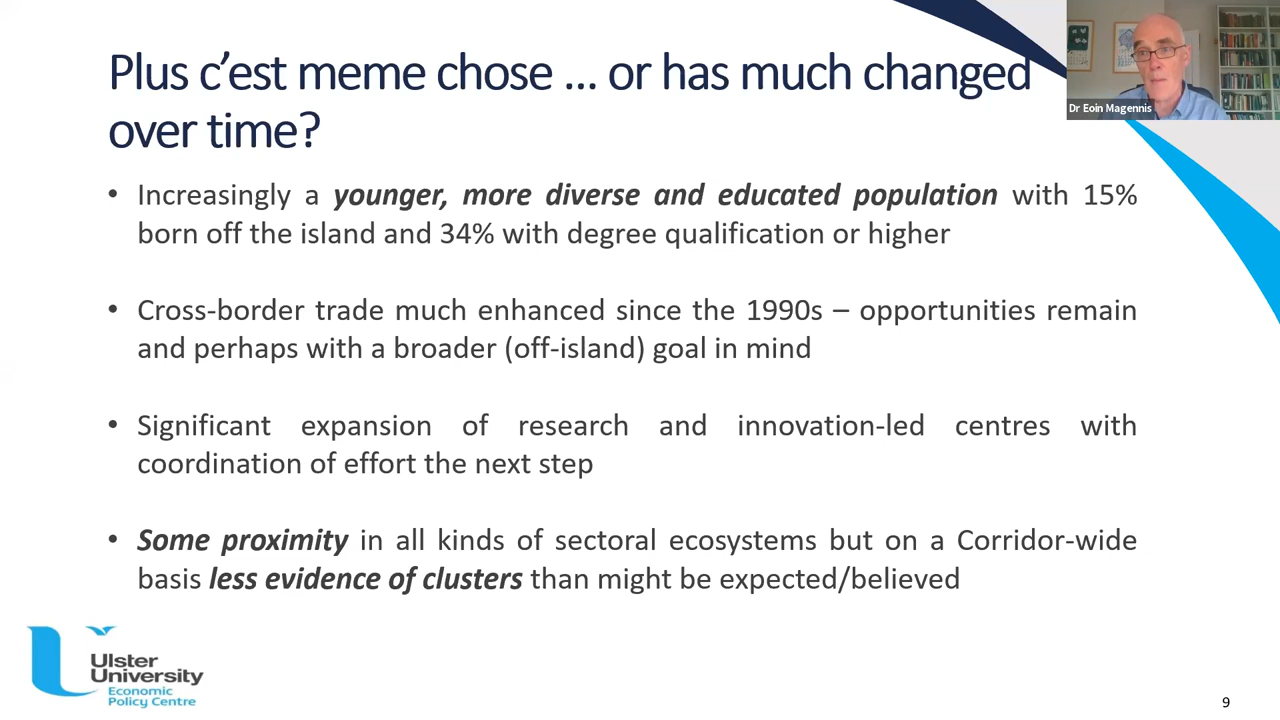 Plus c’est meme chose … or has much changed
over time?
Dr Eoin Magennis
• Increasingly a younger, more diverse and educated population with 15%
born off the island and 34% with degree qualification or higher
• Cross-border trade much enhanced since the 1990s – opportunities remain
and perhaps with a broader (off-island) goal in mind
• Significant expansion of research and innovation-led centres with
coordination of effort the next step
• Some proximity in all kinds of sectoral ecosystems but on a Corridor-wide
basis less evidence of clusters than might be expected/believed
Ulster
University
Economic
Policy Centre
9